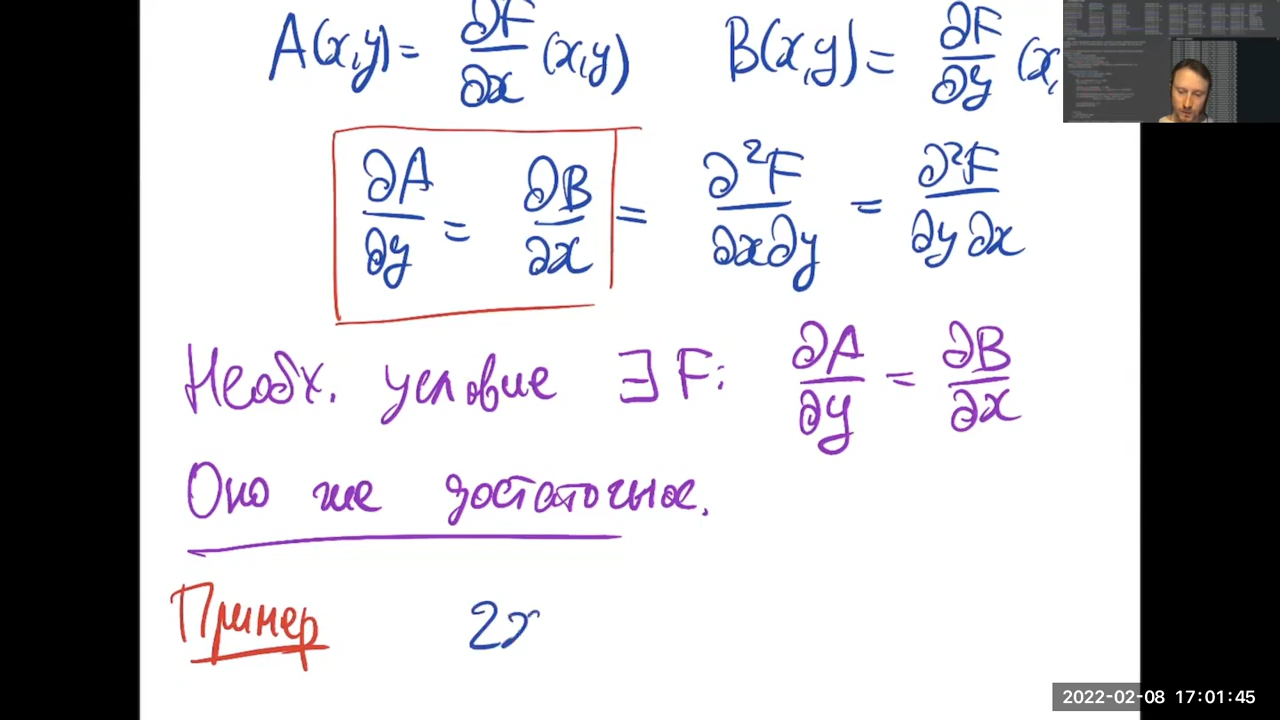 A(x,y) = ∂F/∂x (x,y) B(x,y) = ∂F/∂y (x,
∂A/∂y = ∂B/∂x = ∂²F/∂x∂y = ∂²F/∂y∂x
Необх. условие ∃ F: ∂A/∂y = ∂B/∂x
Оно же достаточное.
Пример 2x
2022-02-08 17:01:45